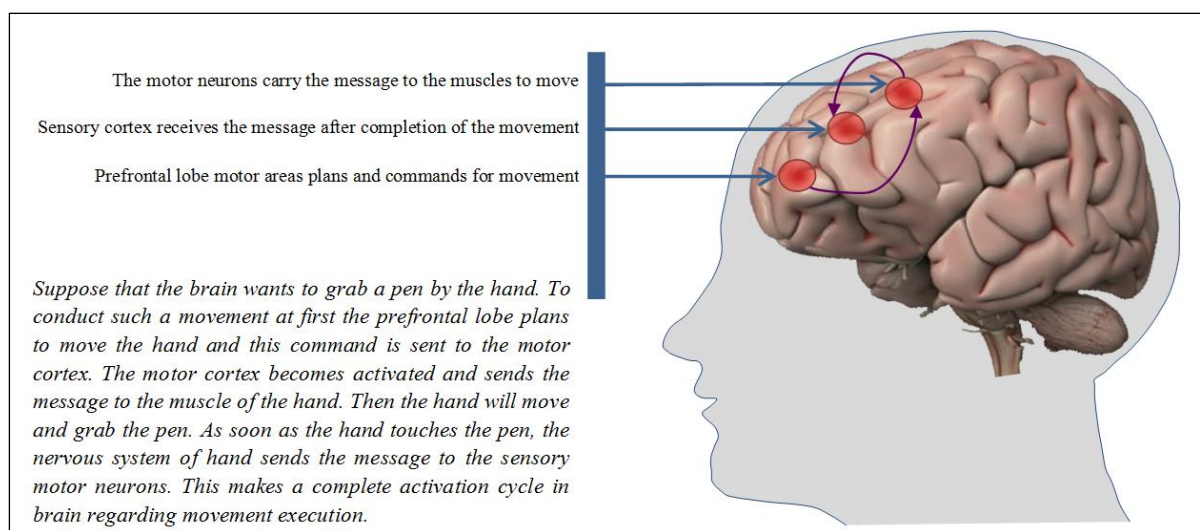 The motor neurons carry the message to the muscles to move
Sensory cortex receives the message after completion of the movement
Prefrontal lobe motor areas plans and commands for movement
Suppose that the brain wants to grab a pen by the hand. To
conduct such a movement at first the prefrontal lobe plans
to move the hand and this command is sent to the motor
cortex. The motor cortex becomes activated and sends the
message to the muscle of the hand. Then the hand will move
and grab the pen. As soon as the hand touches the pen, the
nervous system of hand sends the message to the sensory
motor neurons. This makes a complete activation cycle in
brain regarding movement execution.